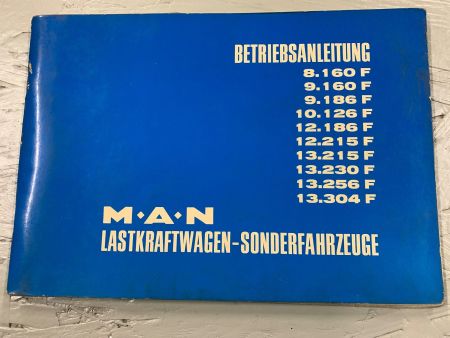 BETRIEBSANLEITUNG
8.160 F
9.160 F
9.186 F
10.126 F
12.186 F
12.215 F
13.215 F
13.230 F
13.256 F
13.304 F
M·A·N
LASTKRAFTWAGEN-SONDERFAHRZEUGE